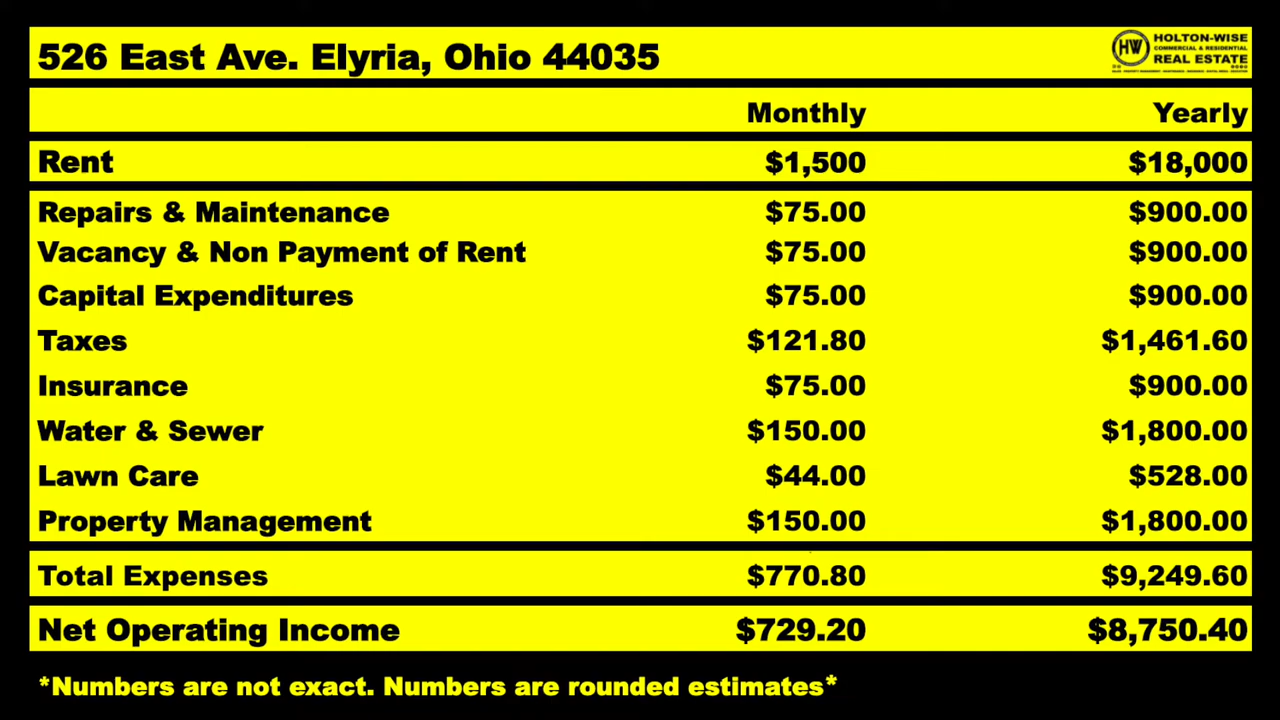 526 East Ave. Elyria, Ohio 44035
HW
HOLTON-WISE
COMMERCIAL & RESIDENTIAL
REAL ESTATE
Monthly Yearly
Rent $1,500 $18,000
Repairs & Maintenance $75.00 $900.00
Vacancy & Non Payment of Rent $75.00 $900.00
Capital Expenditures $75.00 $900.00
Taxes $121.80 $1,461.60
Insurance $75.00 $900.00
Water & Sewer $150.00 $1,800.00
Lawn Care $44.00 $528.00
Property Management $150.00 $1,800.00
Total Expenses $770.80 $9,249.60
Net Operating Income $729.20 $8,750.40
*Numbers are not exact. Numbers are rounded estimates*